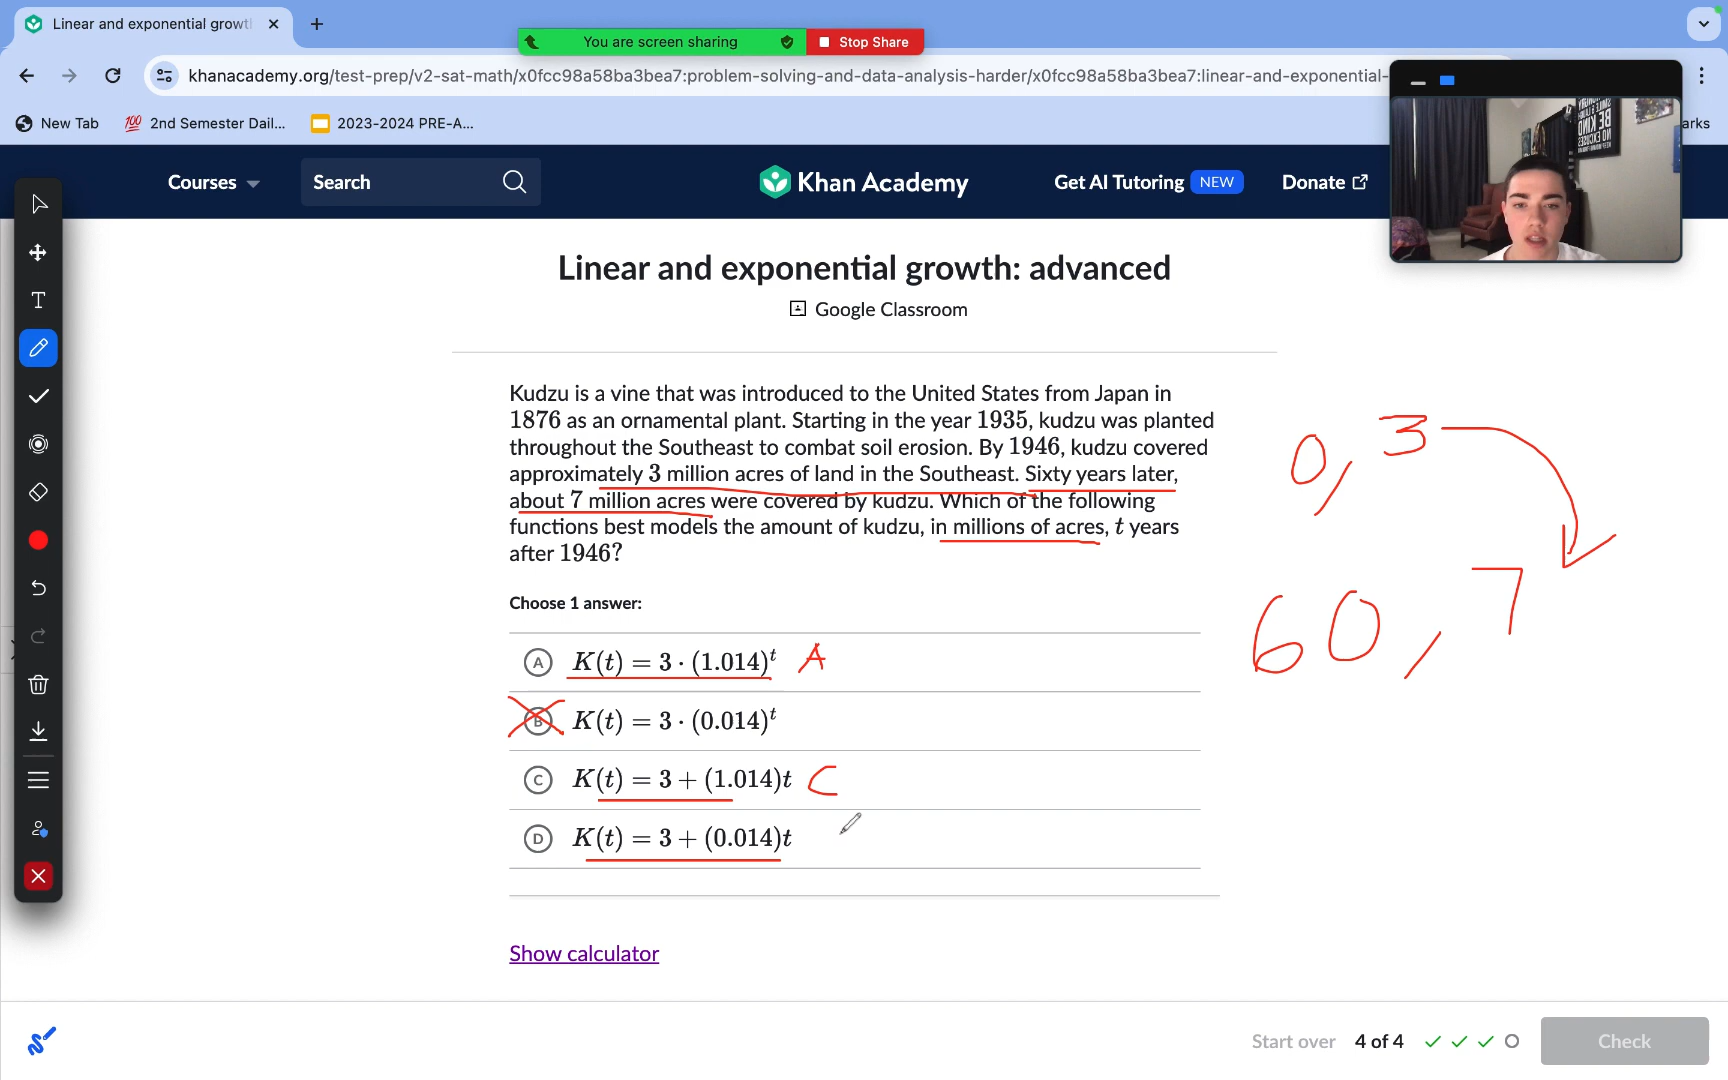 Linear and exponential growt
You are screen sharing
Stop Share
khanacademy.org/test-prep/v2-sat-math/x0fcc98a58ba3bea7:problem-solving-and-data-analysis-harder/x0fcc98a58ba3bea7:linear-and-exponential-
New Tab
100 2nd Semester Dail...
2023-2024 PRE-A...
arks
BE KIND
NO EXCUSES
Courses
Search
Khan Academy
Get AI Tutoring NEW
Donate
T
Linear and exponential growth: advanced
Google Classroom
Kudzu is a vine that was introduced to the United States from Japan in
1876 as an ornamental plant. Starting in the year 1935, kudzu was planted
throughout the Southeast to combat soil erosion. By 1946, kudzu covered
approximately 3 million acres of land in the Southeast. Sixty years later,
about 7 million acres were covered by kudzu. Which of the following
functions best models the amount of kudzu, in millions of acres, t years
after 1946?
0, 3
60, 7
Choose 1 answer:
A K(t) = 3 · (1.014)^t A
B K(t) = 3 · (0.014)^t
C K(t) = 3 + (1.014)t C
D K(t) = 3 + (0.014)t
Show calculator
Start over 4 of 4 Check